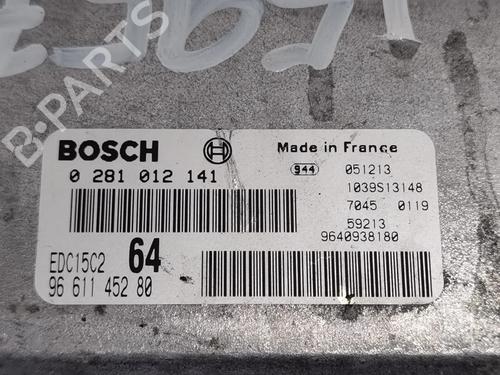 B-PARTS
BOSCH
Made in France
0 281 012 141
944
051213
1039S13148
7045 0119
59213
9640938180
EDC15C2
64
96 611 452 80